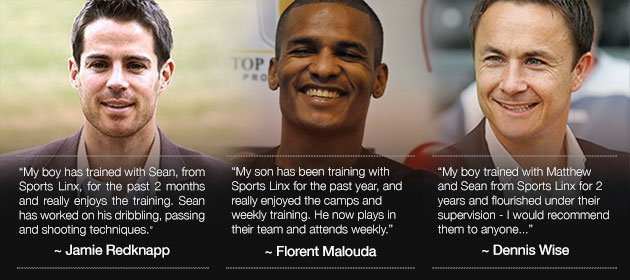 TOP
PRO
“My boy has trained with Sean, from
Sports Linx, for the past 2 months
and really enjoys the training. Sean
has worked on his dribbling, passing
and shooting techniques."
~ Jamie Redknapp
“My son has been training with
Sports Linx for the past year, and
really enjoyed the camps and
weekly training. He now plays in
their team and attends weekly.”
~ Florent Malouda
“My boy trained with Matthew
and Sean from Sports Linx for 2
years and flourished under their
supervision - I would recommend
them to anyone...”
~ Dennis Wise